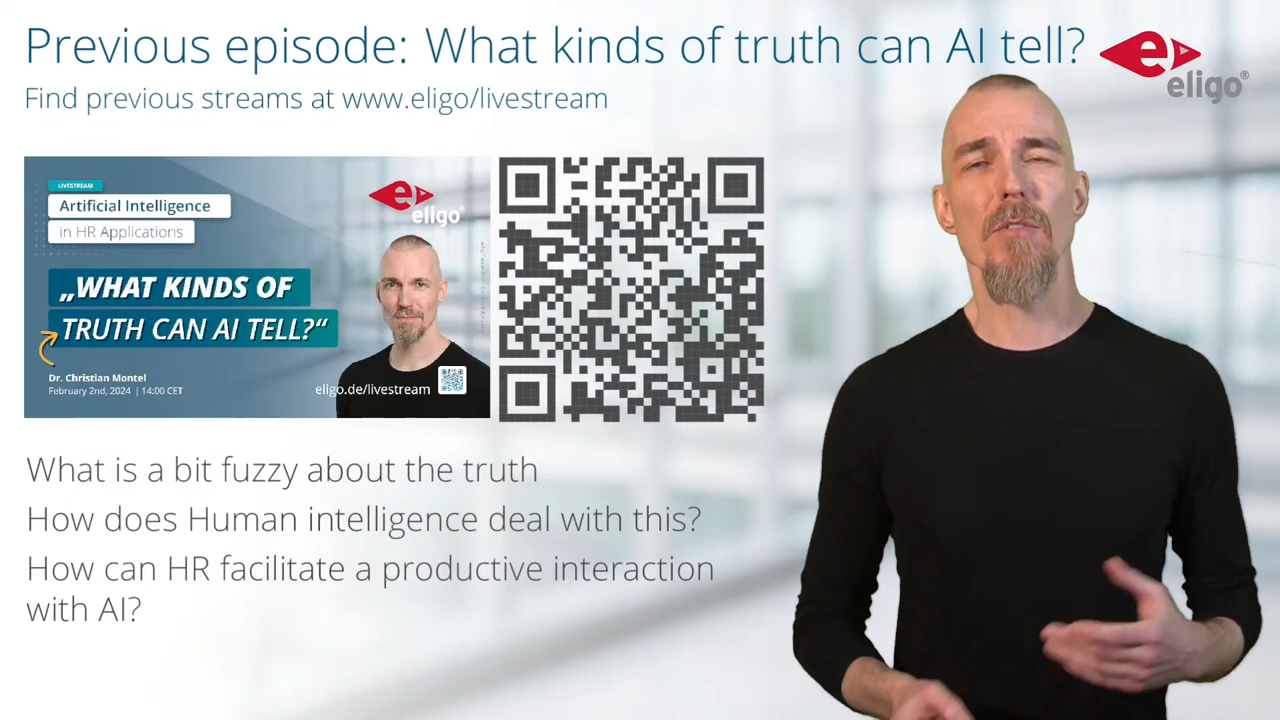 Previous episode: What kinds of truth can AI tell?
Find previous streams at www.eligo/livestream
eligo®
LIVESTREAM
Artificial Intelligence
in HR Applications
eligo®
„WHAT KINDS OF
TRUTH CAN AI TELL?“
Dr. Christian Montel
February 2nd, 2024 | 14:00 CET
eligo.de/livestream
What is a bit fuzzy about the truth
How does Human intelligence deal with this?
How can HR facilitate a productive interaction
with AI?